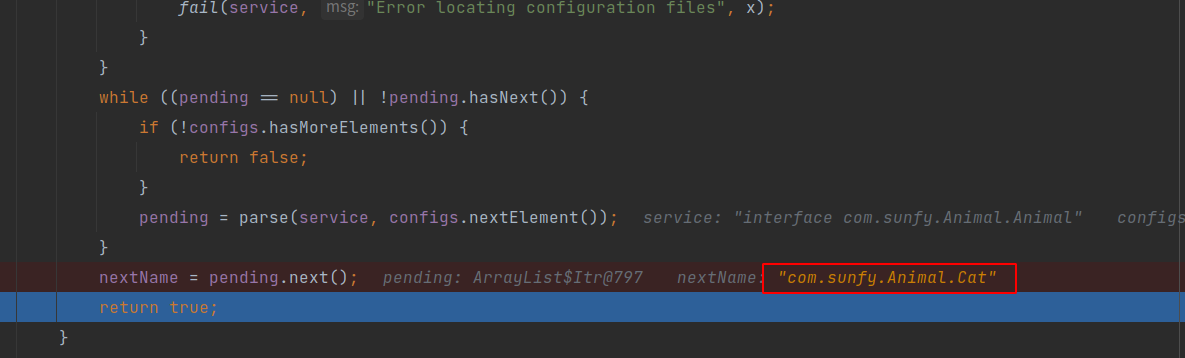 fail(service, msg: "Error locating configuration files", x);
}
}
while ((pending == null) || !pending.hasNext()) {
if (!configs.hasMoreElements()) {
return false;
}
pending = parse(service, configs.nextElement()); service: "interface com.sunfy.Animal.Animal" configs
}
nextName = pending.next(); pending: ArrayList$Itr@797 nextName: "com.sunfy.Animal.Cat"
return true;
}